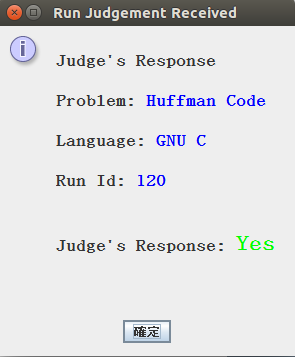 Run Judgement Received
Judge's Response
Problem: Huffman Code
Language: GNU C
Run Id: 120
Judge's Response: Yes
確定